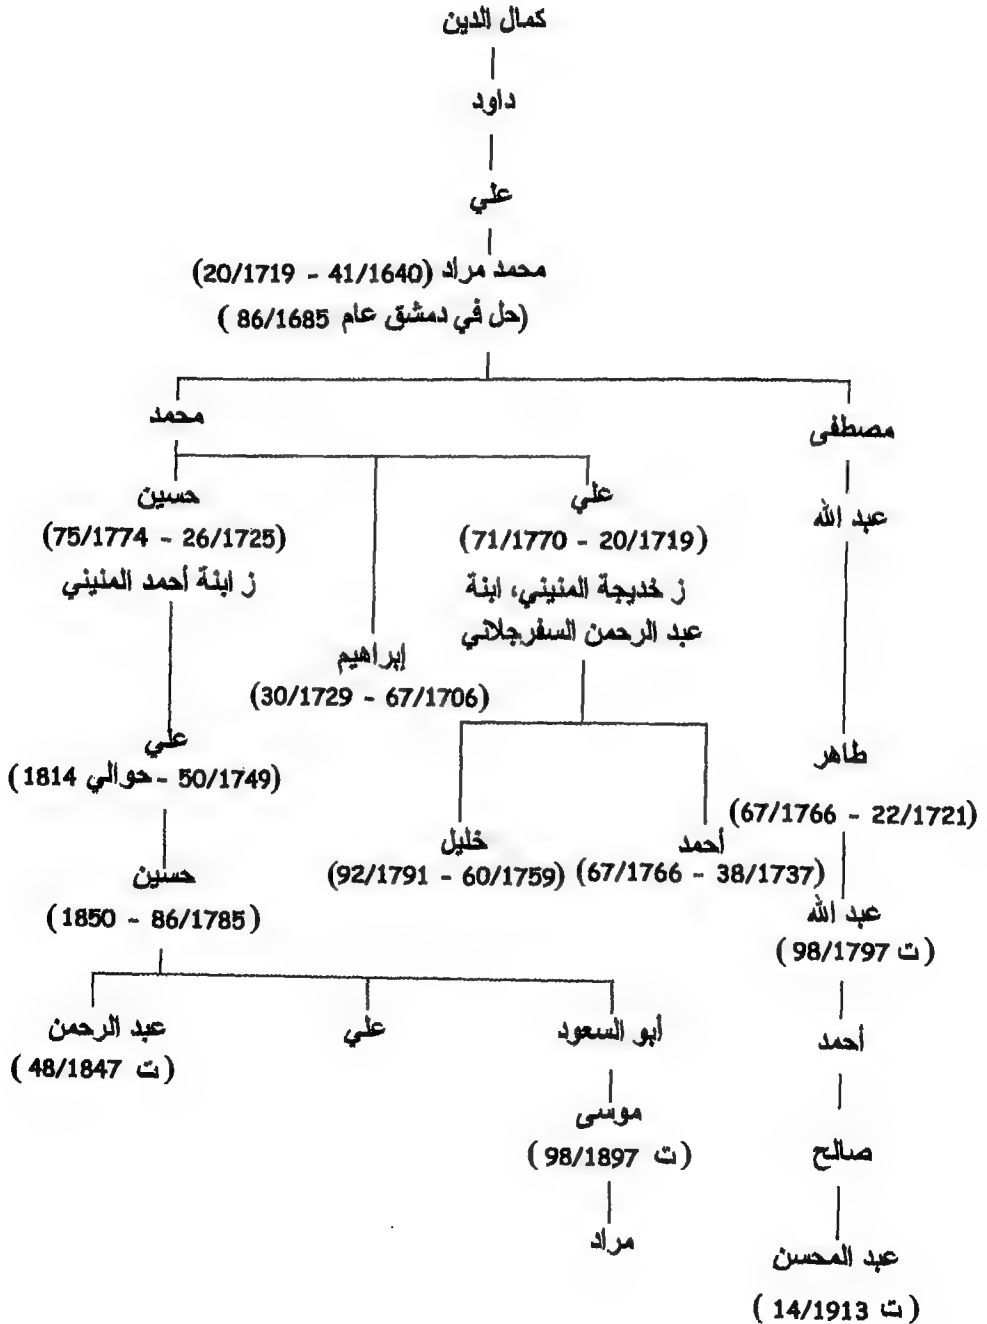 كمال الدين
داود
علي
محمد مراد (41/1640 - 20/1719)
(حل في دمشق عام 86/1685 )
مصطفى
محمد
عبد الله
علي
(20/1719 - 71/1770)
ز خديجة المنيني، ابنة
عبد الرحمن السفرجلاني
حسين
(26/1725 - 75/1774)
ز ابنة أحمد المنيني
إبراهيم
(67/1706 - 30/1729)
طاهر
(22/1721 - 67/1766)
علي
(50/1749 - حوالي 1814 )
أحمد
(38/1737 - 67/1766)
خليل
(60/1759 - 92/1791)
حسين
(86/1785 - 1850 )
عبد الله
(ت 98/1797 )
أحمد
أبو السعود
علي
عبد الرحمن
(ت 48/1847 )
موسى
(ت 98/1897 )
صالح
مراد
عبد المحسن
(ت 14/1913 )